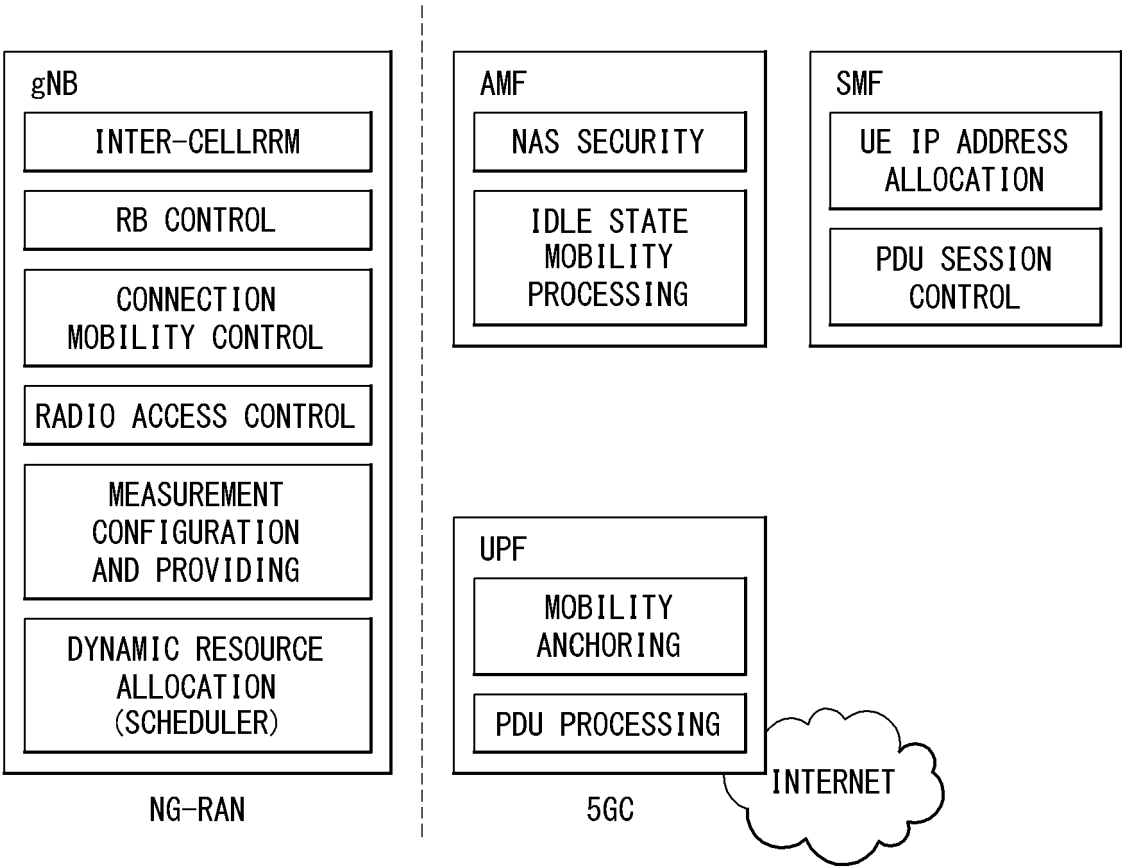 gNB
INTER-CELLRRM
RB CONTROL
CONNECTION
MOBILITY CONTROL
RADIO ACCESS CONTROL
MEASUREMENT
CONFIGURATION
AND PROVIDING
DYNAMIC RESOURCE
ALLOCATION
(SCHEDULER)
NG-RAN
AMF
NAS SECURITY
IDLE STATE
MOBILITY
PROCESSING
SMF
UE IP ADDRESS
ALLOCATION
PDU SESSION
CONTROL
UPF
MOBILITY
ANCHORING
PDU PROCESSING
INTERNET
5GC